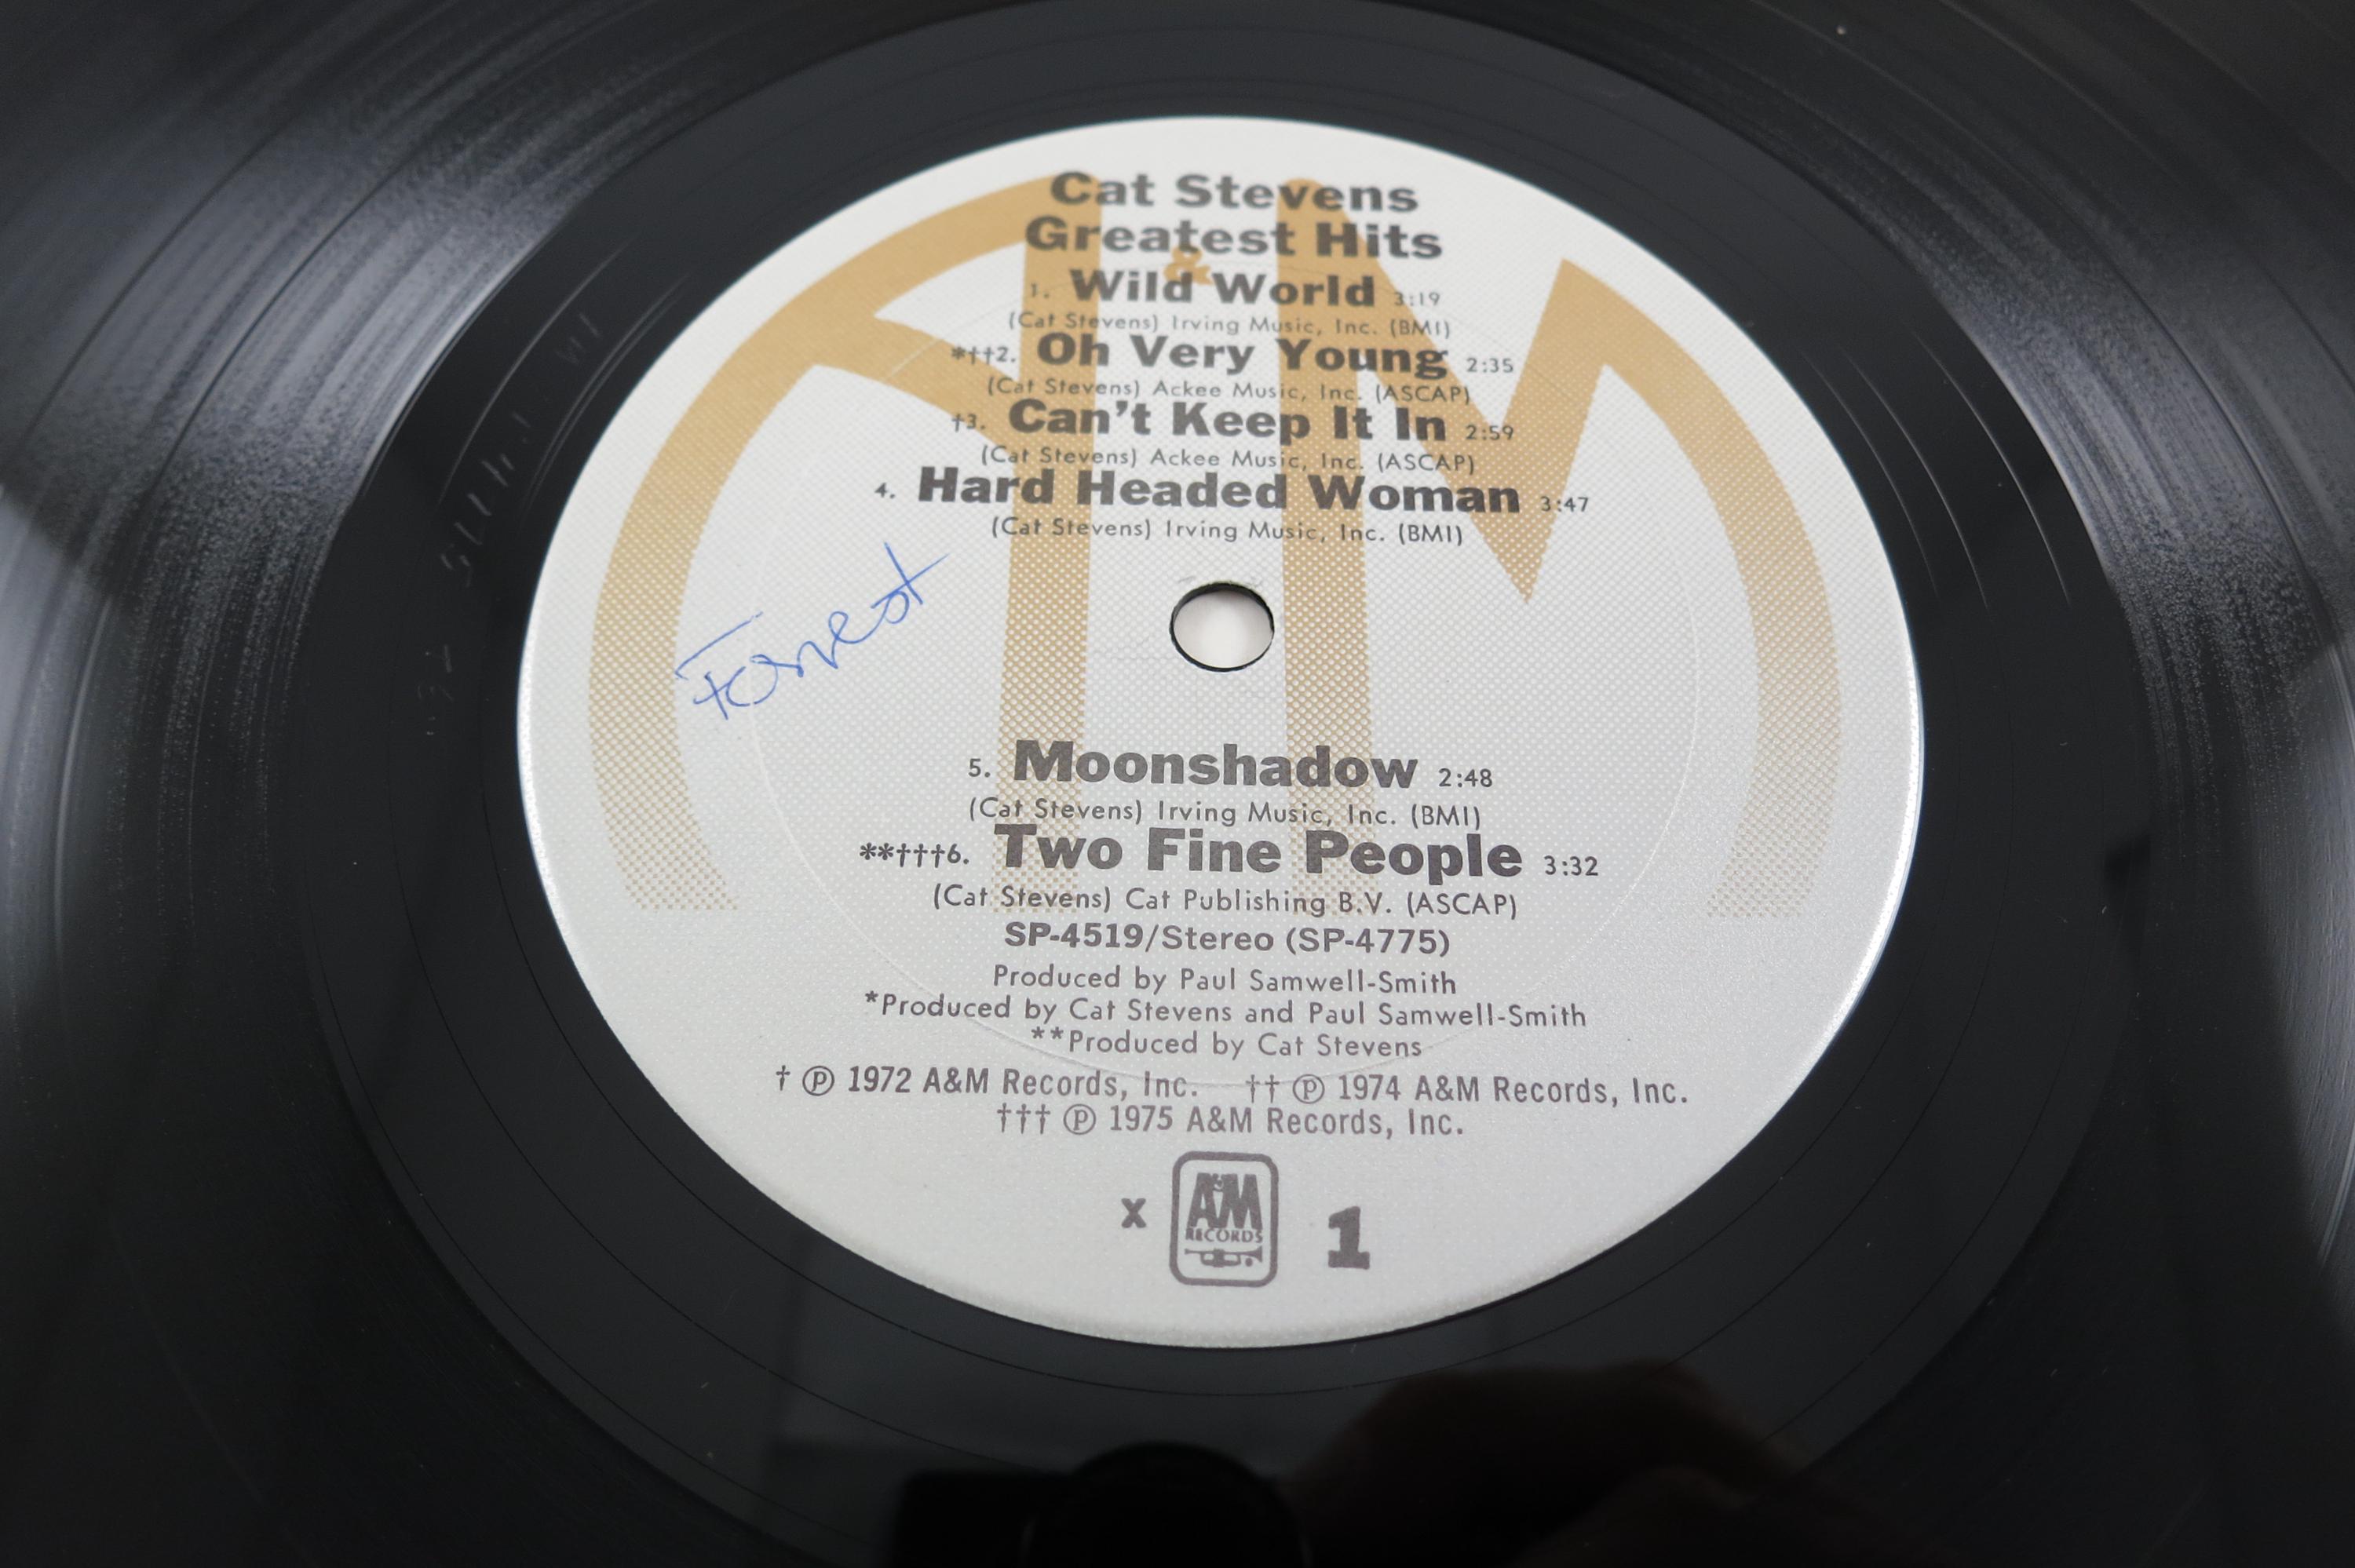 Cat Stevens
Greatest Hits
&
1. Wild World 3:19
(Cat Stevens) Irving Music, Inc. (BMI)
*††2. Oh Very Young 2:35
(Cat Stevens) Ackee Music, Inc. (ASCAP)
†3. Can't Keep It In 2:59
(Cat Stevens) Ackee Music, Inc. (ASCAP)
4. Hard Headed Woman 3:47
(Cat Stevens) Irving Music, Inc. (BMI)
Forrest
5. Moonshadow 2:48
(Cat Stevens) Irving Music, Inc. (BMI)
**†††6. Two Fine People 3:32
(Cat Stevens) Cat Publishing B.V. (ASCAP)
SP-4519/Stereo (SP-4775)
Produced by Paul Samwell-Smith
*Produced by Cat Stevens and Paul Samwell-Smith
**Produced by Cat Stevens
† ℗ 1972 A&M Records, Inc. †† ℗ 1974 A&M Records, Inc.
††† ℗ 1975 A&M Records, Inc.
x A&M RECORDS 1